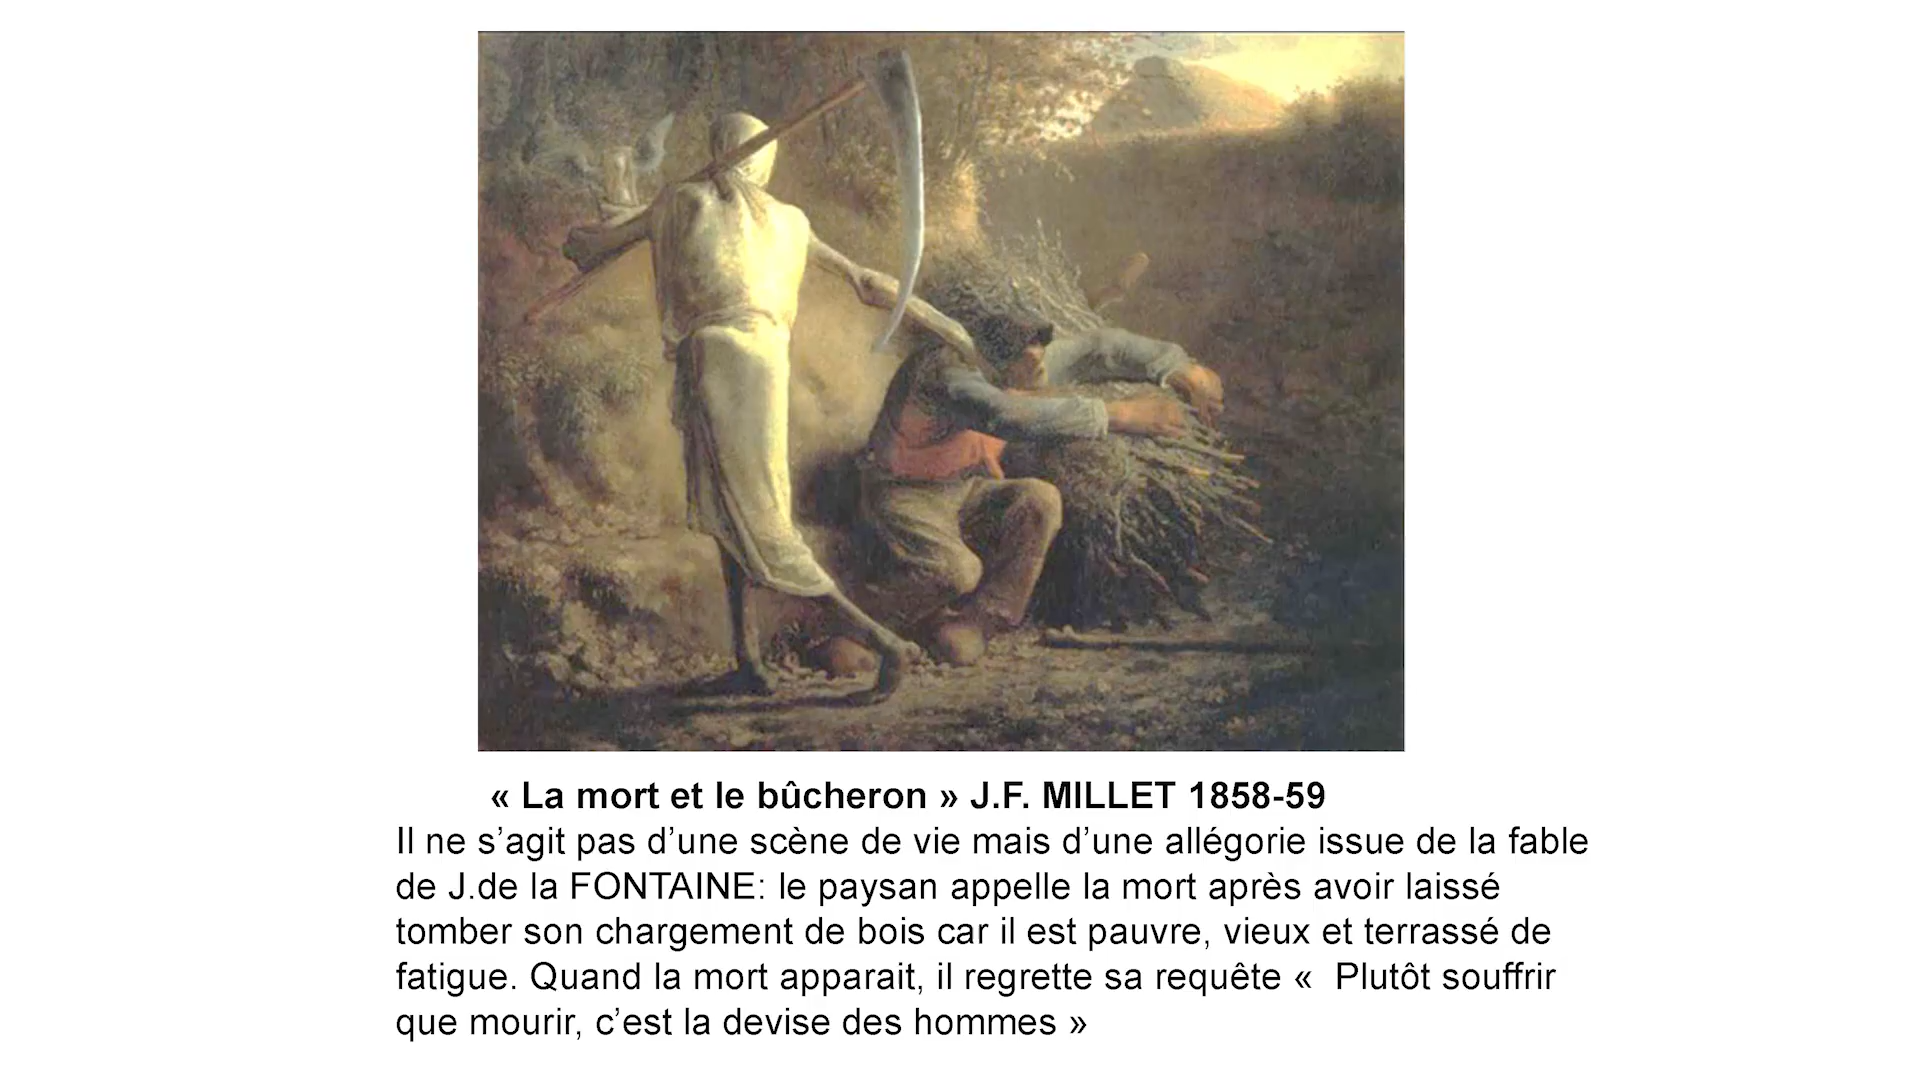 « La mort et le bûcheron » J.F. MILLET 1858-59
Il ne s’agit pas d’une scène de vie mais d’une allégorie issue de la fable
de J.de la FONTAINE: le paysan appelle la mort après avoir laissé
tomber son chargement de bois car il est pauvre, vieux et terrassé de
fatigue. Quand la mort apparait, il regrette sa requête «  Plutôt souffrir
que mourir, c’est la devise des hommes »